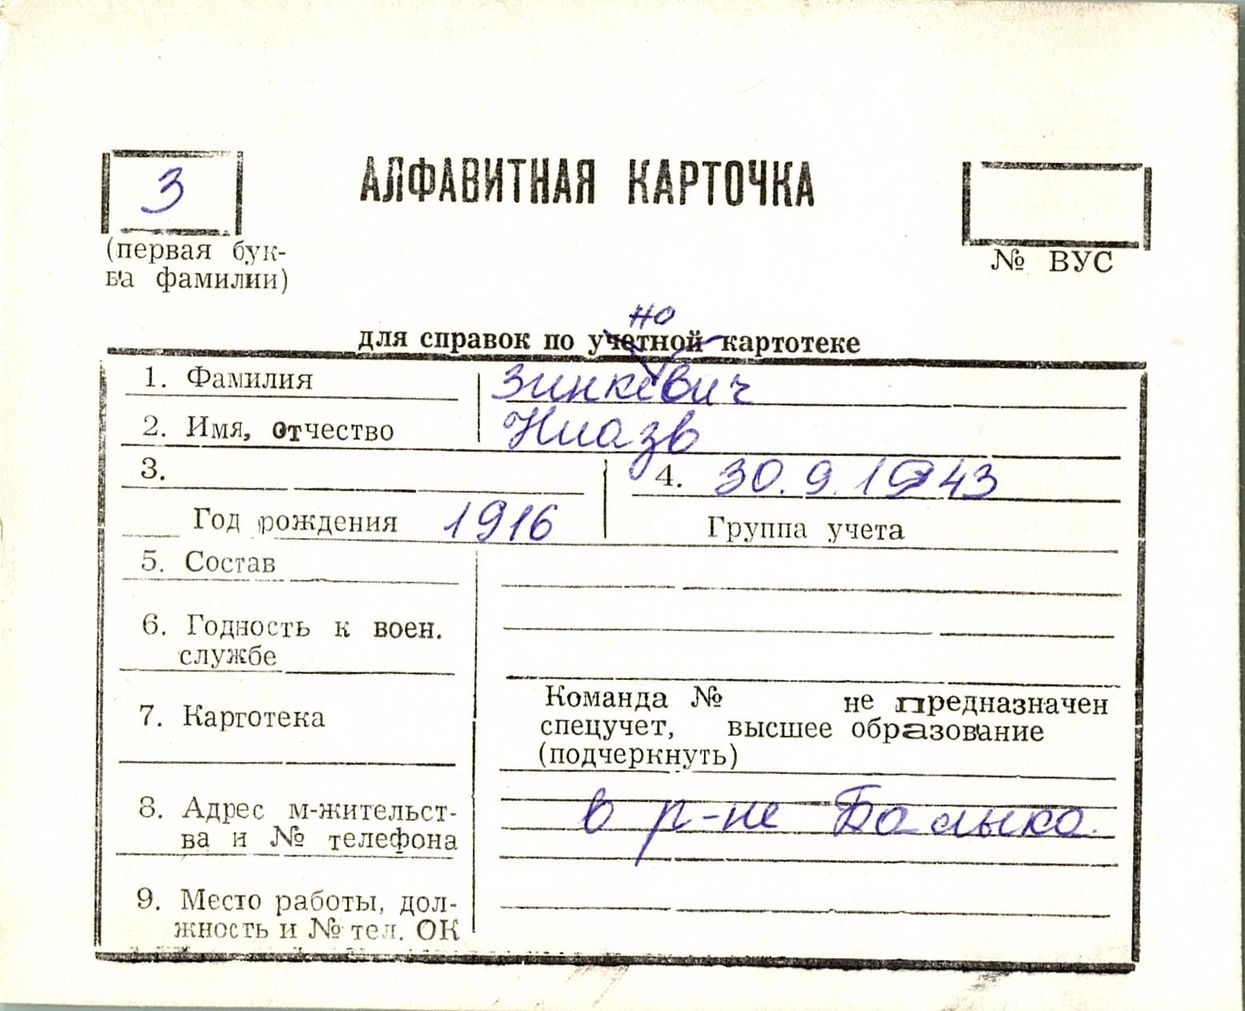 З
АЛФАВИТНАЯ КАРТОЧКА
(первая бук-
ва фамилии)
№ ВУС
но
для справок по учетной картотеке
1. Фамилия Зинкевич
2. Имя, отчество Ниазв
3.
4. 30.9.1943
Год рождения 1916
Группа учета
5. Состав
6. Годность к воен.
службе
7. Картотека
Команда № не предназначен
спецучет, высшее образование
(подчеркнуть)
8. Адрес м-жительст-
ва и № телефона
в р-не Балыка
9. Место работы, дол-
жность и № тел. ОК